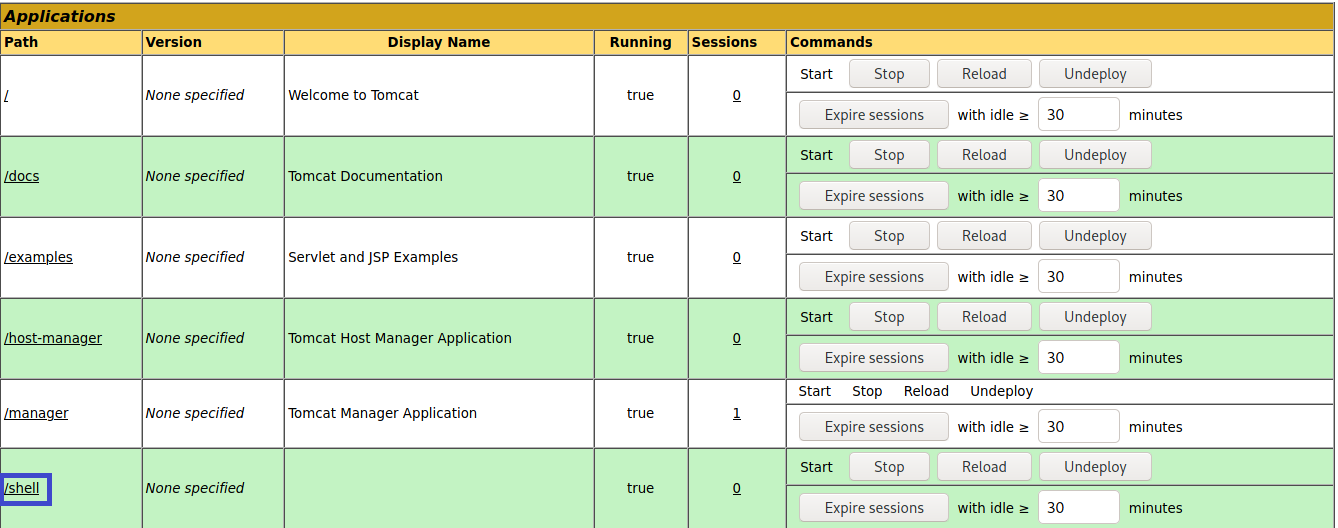 Applications
Path Version Display Name Running Sessions Commands
/ None specified Welcome to Tomcat true 0 Start Stop Reload Undeploy
Expire sessions with idle ≥ 30 minutes
/docs None specified Tomcat Documentation true 0 Start Stop Reload Undeploy
Expire sessions with idle ≥ 30 minutes
/examples None specified Servlet and JSP Examples true 0 Start Stop Reload Undeploy
Expire sessions with idle ≥ 30 minutes
/host-manager None specified Tomcat Host Manager Application true 0 Start Stop Reload Undeploy
Expire sessions with idle ≥ 30 minutes
/manager None specified Tomcat Manager Application true 1 Start Stop Reload Undeploy
Expire sessions with idle ≥ 30 minutes
/shell None specified true 0 Start Stop Reload Undeploy
Expire sessions with idle ≥ 30 minutes